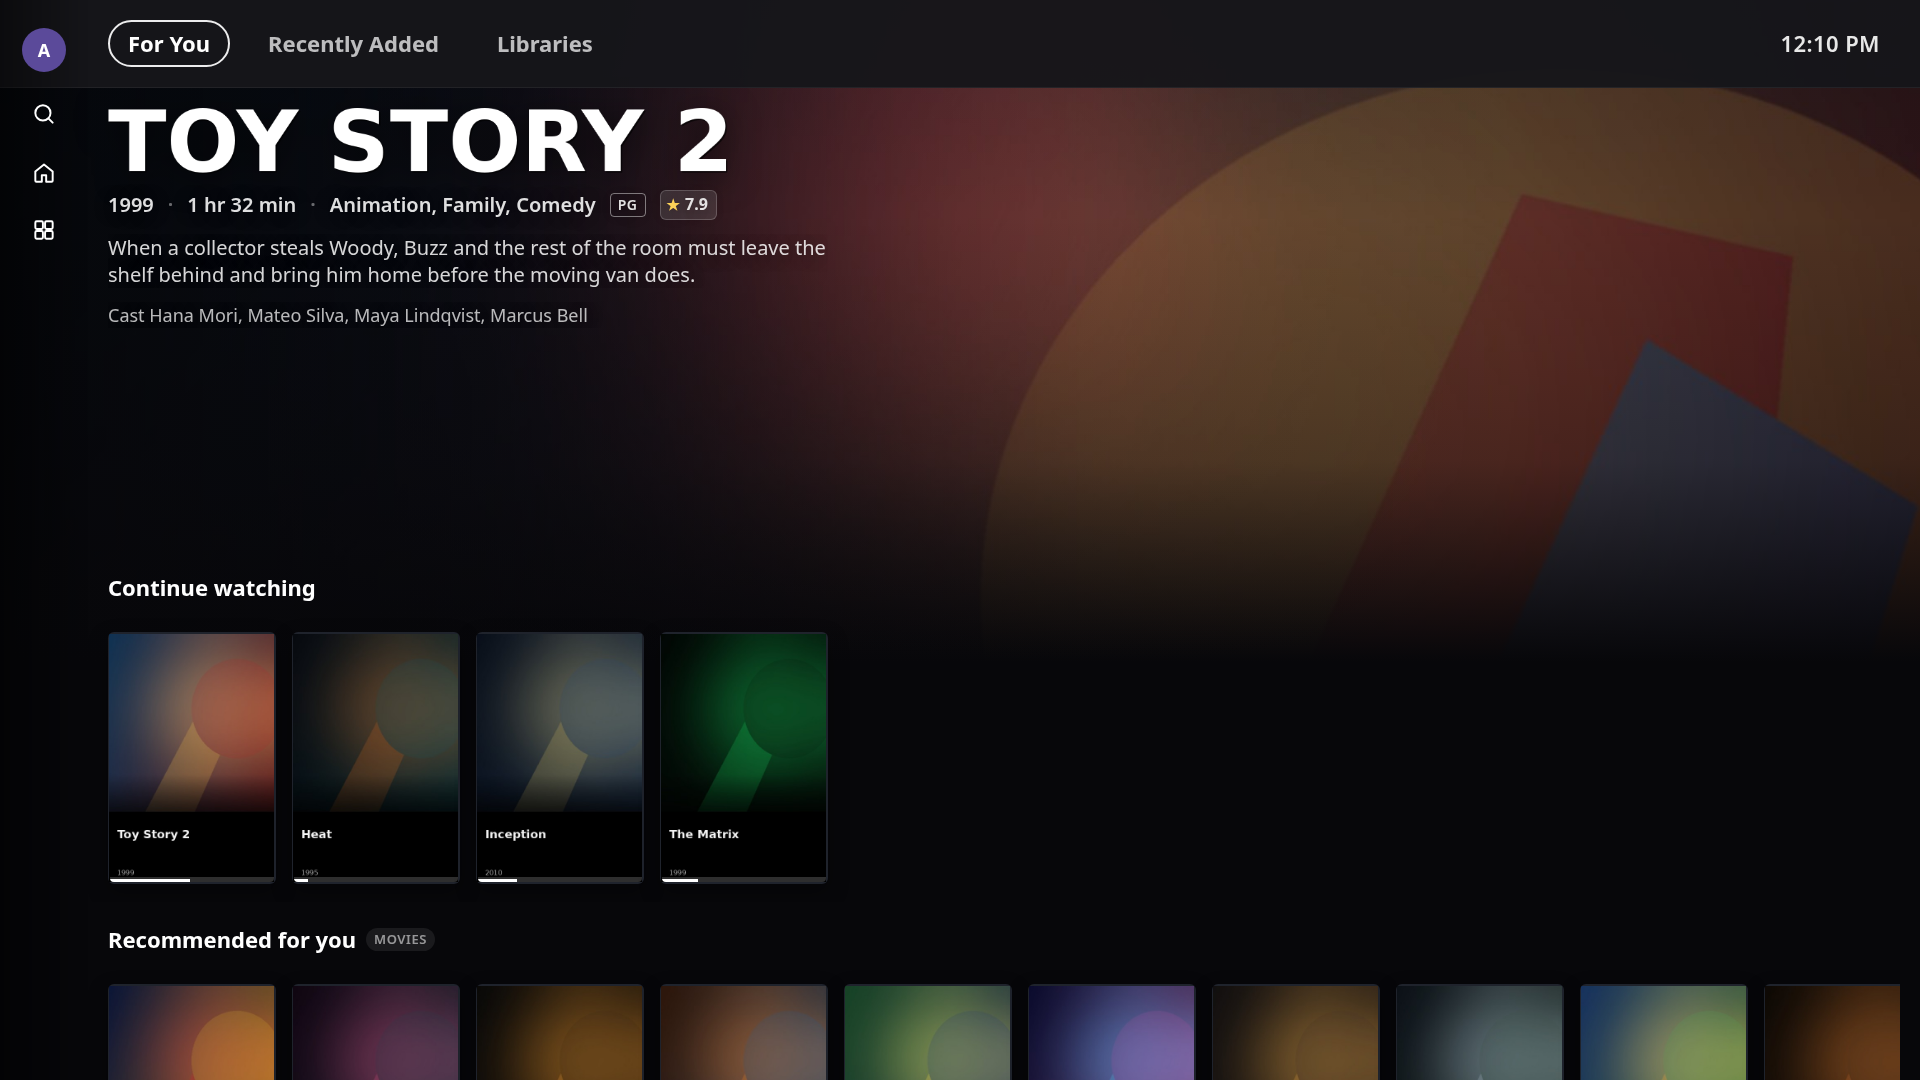 A
For You
Recently Added
Libraries
12:10 PM
TOY STORY 2
1999 · 1 hr 32 min · Animation, Family, Comedy PG ★ 7.9
When a collector steals Woody, Buzz and the rest of the room must leave the
shelf behind and bring him home before the moving van does.
Cast Hana Mori, Mateo Silva, Maya Lindqvist, Marcus Bell
Continue watching
Toy Story 2
1999
Heat
1995
Inception
2010
The Matrix
1999
Recommended for you MOVIES